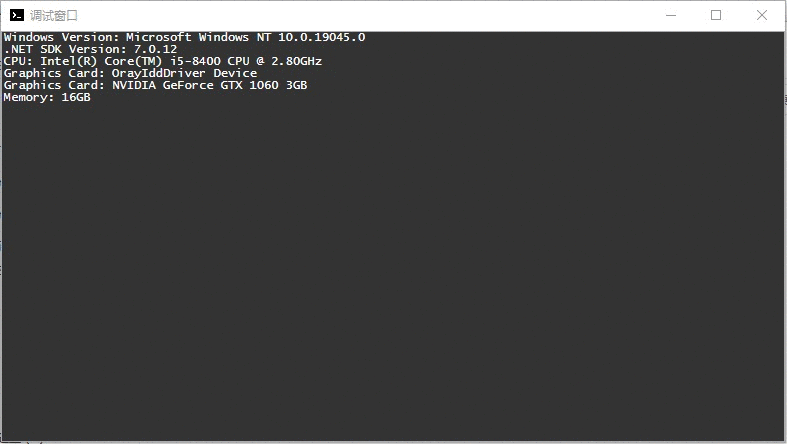 调试窗口
Windows Version: Microsoft Windows NT 10.0.19045.0
.NET SDK Version: 7.0.12
CPU: Intel(R) Core(TM) i5-8400 CPU @ 2.80GHz
Graphics Card: OrayIddDriver Device
Graphics Card: NVIDIA GeForce GTX 1060 3GB
Memory: 16GB